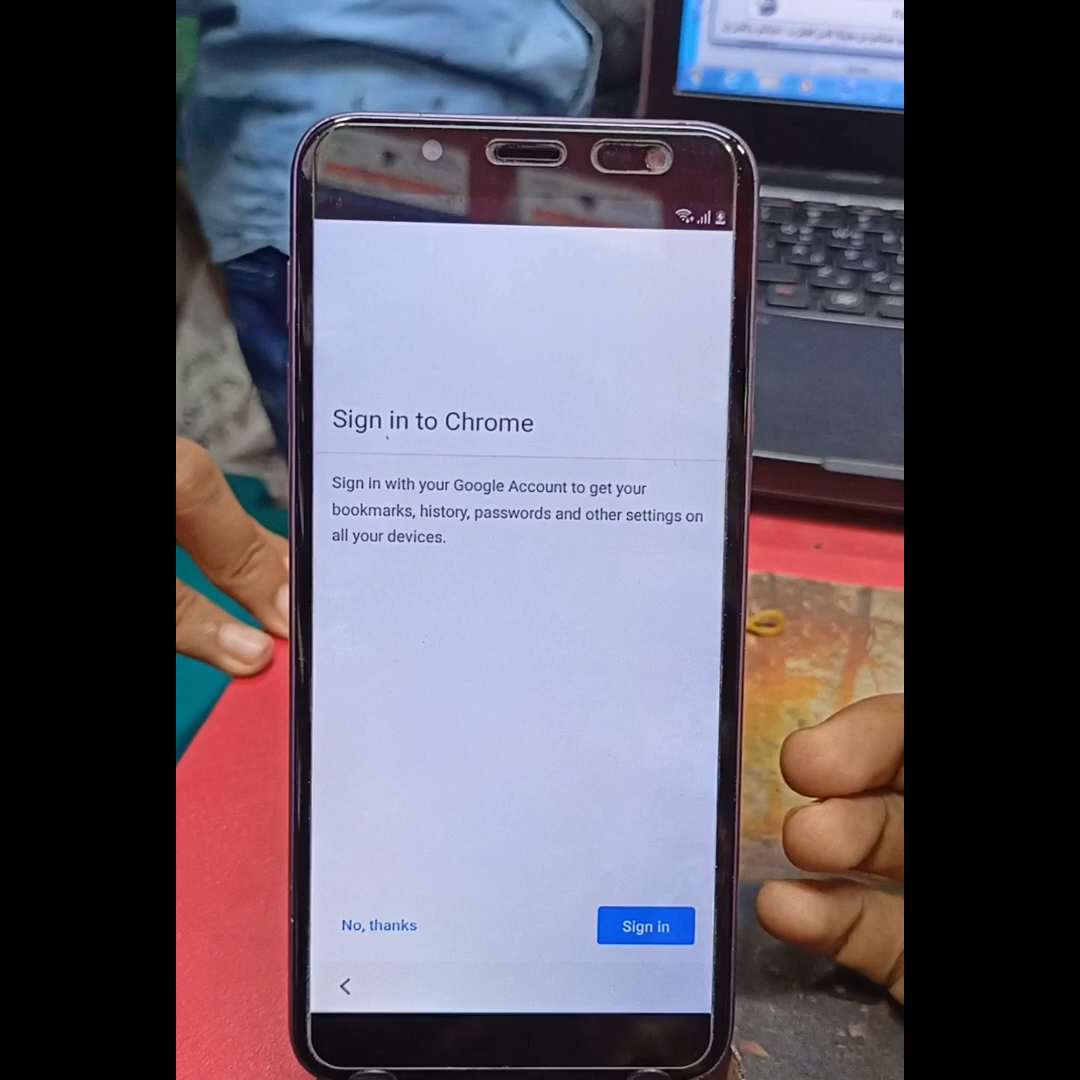 Sign in to Chrome
Sign in with your Google Account to get your
bookmarks, history, passwords and other settings on
all your devices.
No, thanks
Sign in